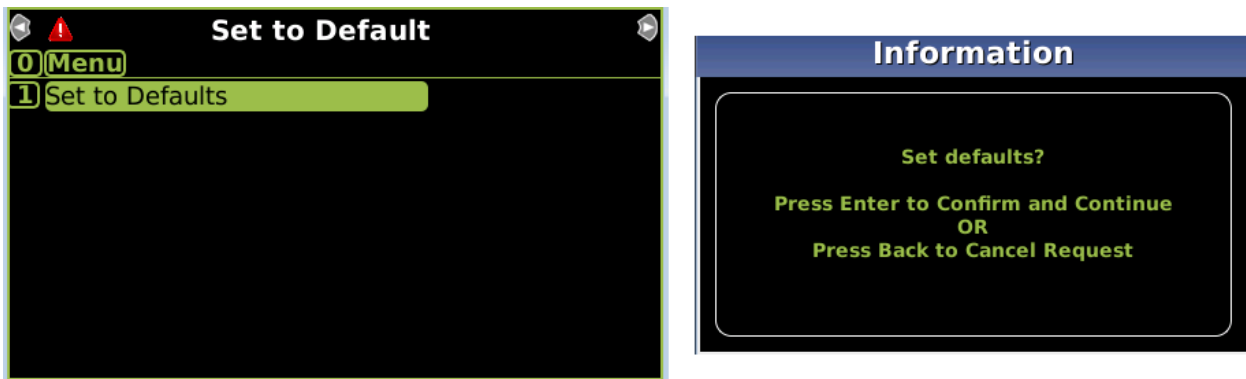 Set to Default
0 Menu
1 Set to Defaults
Information
Set defaults?
Press Enter to Confirm and Continue
OR
Press Back to Cancel Request